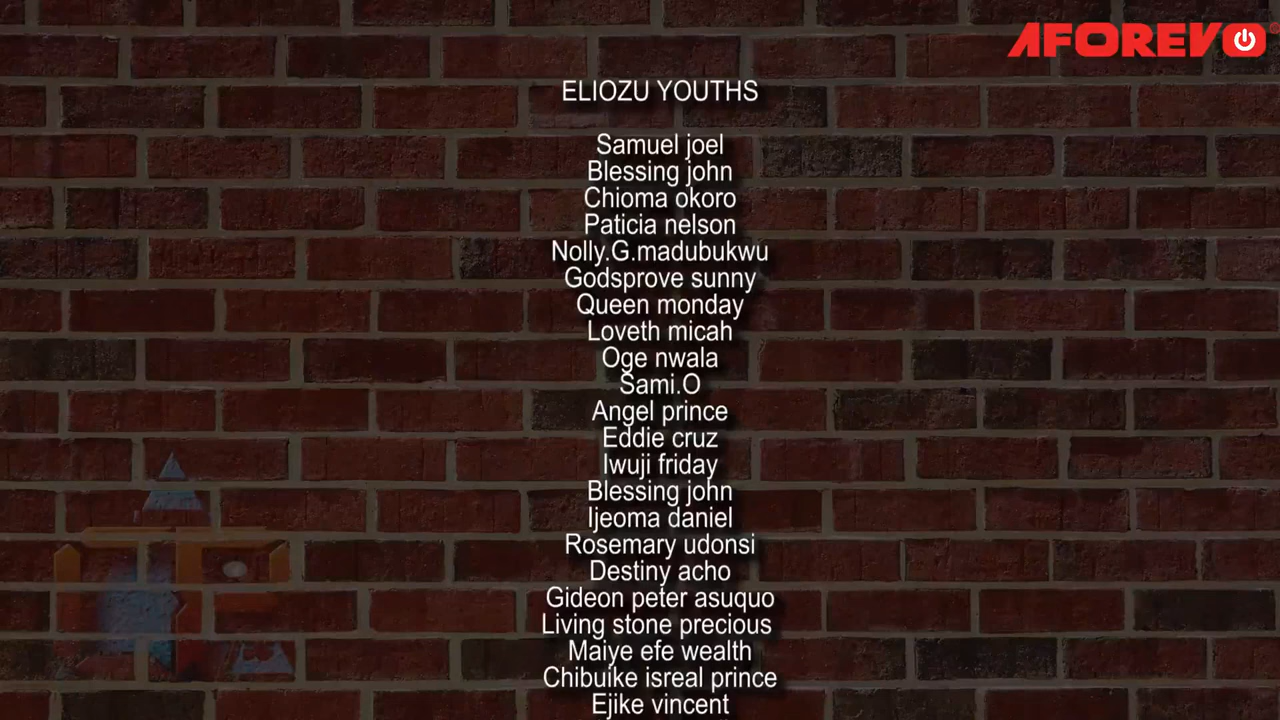 AFOREVO
ELIOZU YOUTHS
Samuel joel
Blessing john
Chioma okoro
Paticia nelson
Nolly.G.madubukwu
Godsprove sunny
Queen monday
Loveth micah
Oge nwala
Sami.O
Angel prince
Eddie cruz
Iwuji friday
Blessing john
Ijeoma daniel
Rosemary udonsi
Destiny acho
Gideon peter asuquo
Living stone precious
Maiye efe wealth
Chibuike isreal prince
Ejike vincent